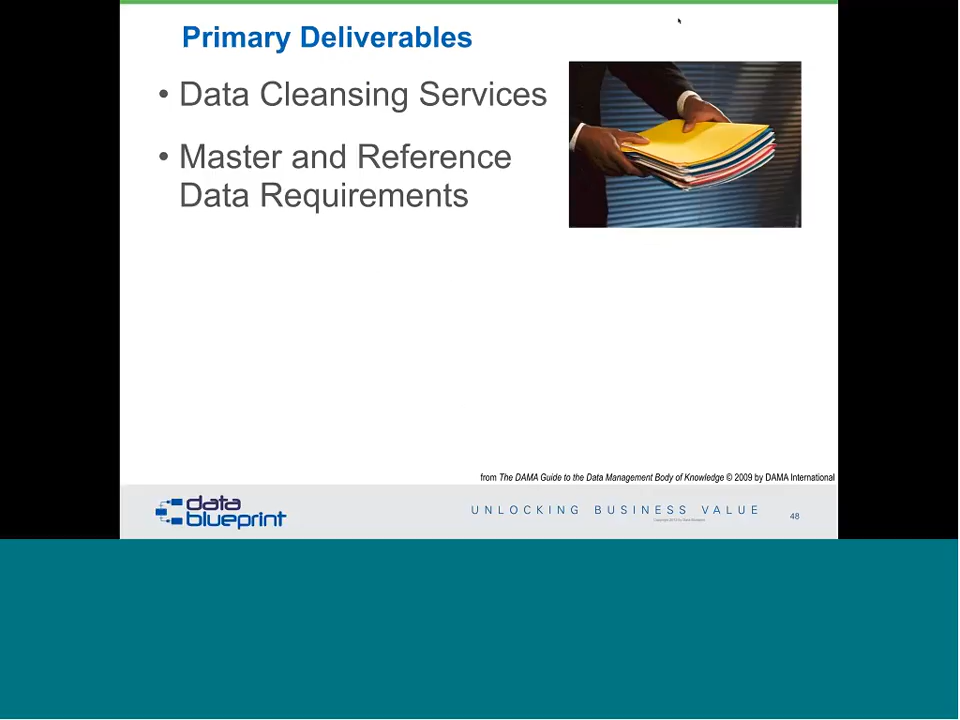 Primary Deliverables
• Data Cleansing Services
• Master and Reference
Data Requirements
from The DAMA Guide to the Data Management Body of Knowledge © 2009 by DAMA International
data
blueprint
UNLOCKING BUSINESS VALUE
48